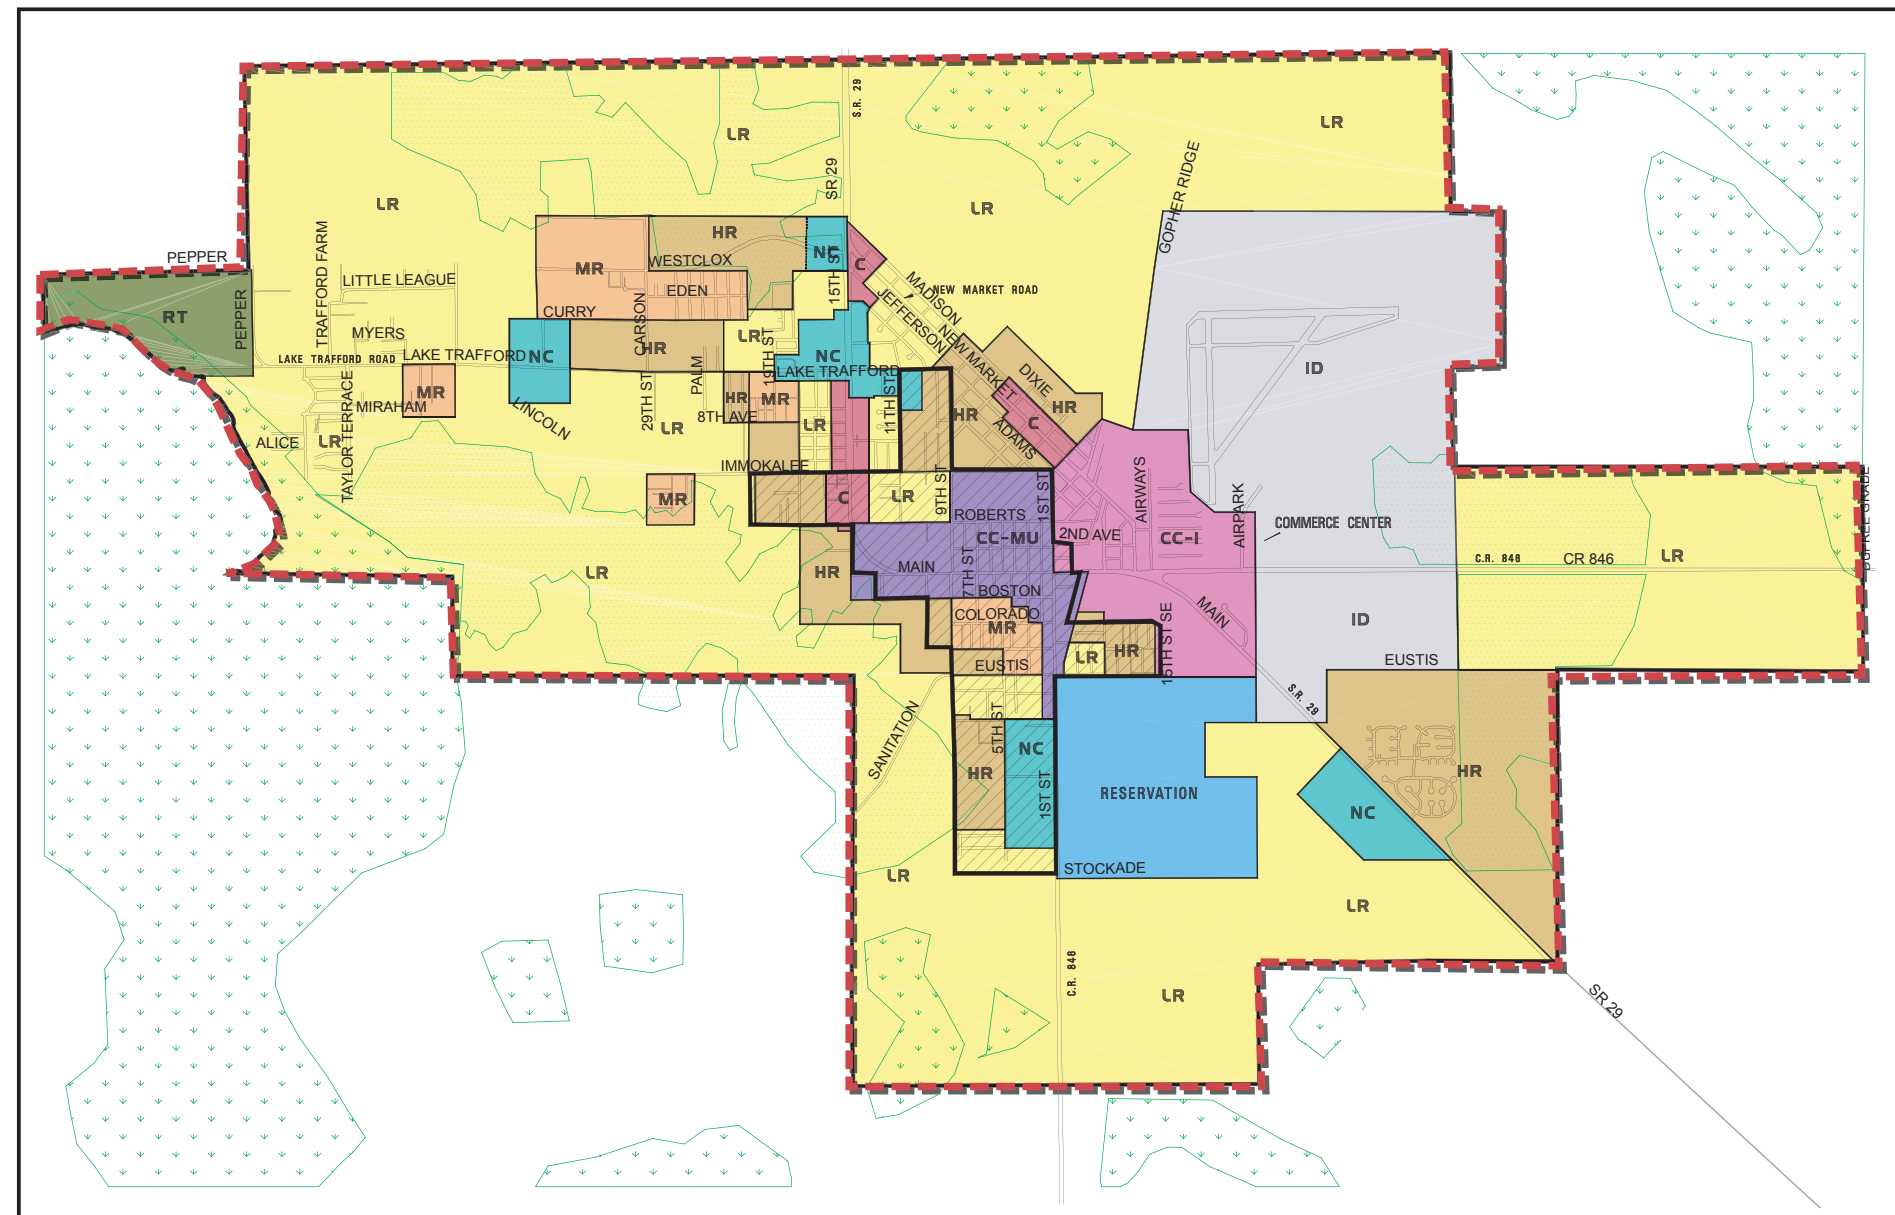 S.R. 29
LR
LR
SR 29
GOPHER RIDGE
LR
LR
TRAFFORD FARM
HR
NC
PEPPER
WESTCLOX
C
MR
LITTLE LEAGUE
15TH ST
MADISON
NEW MARKET ROAD
EDEN
JEFFERSON
RT
PEPPER
CURRY
CARSON
MYERS
LR
NEW MARKET
HR
NC
LAKE TRAFFORD ROAD
LAKE TRAFFORD
NC
19TH ST
PALM
LAKE TRAFFORD
DIXIE
ID
MR
HR
MR
MIRAHAM
LINCOLN
29TH ST
8TH AVE
11TH ST
HR
HR
C
LR
LR
ADAMS
ALICE
LR
TAYLOR TERRACE
IMMOKALEE
9TH ST
1ST ST
AIRWAYS
MR
C
LR
AIRPARK
ROBERTS
COMMERCE CENTER
CC-MU
2ND AVE
CC-I
DUPREE GRADE
C.R. 846
CR 846
LR
MAIN
7TH ST
LR
HR
BOSTON
COLORADO
MR
MAIN
ID
15TH ST SE
LR
HR
EUSTIS
EUSTIS
S.R. 29
SANITATION
5TH ST
NC
HR
HR
1ST ST
RESERVATION
NC
STOCKADE
LR
LR
C.R. 846
LR
SR 29